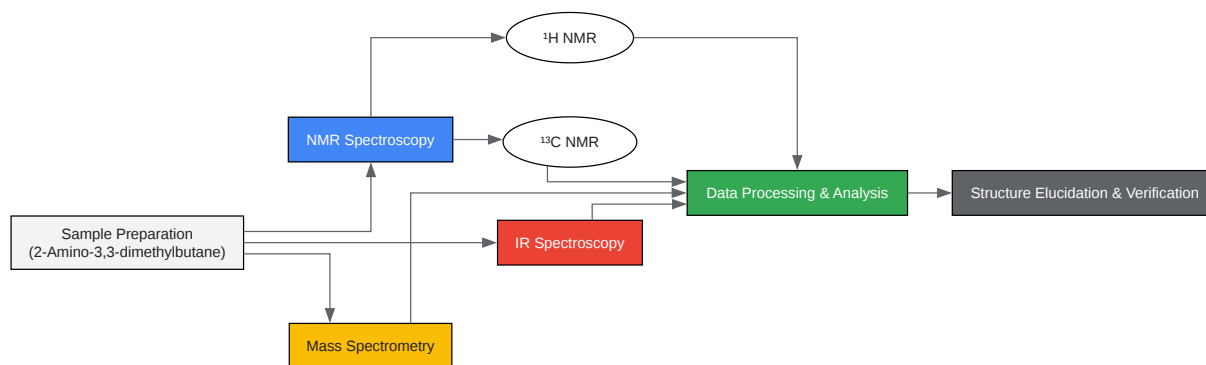 ¹H NMR
NMR Spectroscopy
¹³C NMR
Data Processing & Analysis
Structure Elucidation & Verification
Sample Preparation
(2-Amino-3,3-dimethylbutane)
IR Spectroscopy
Mass Spectrometry